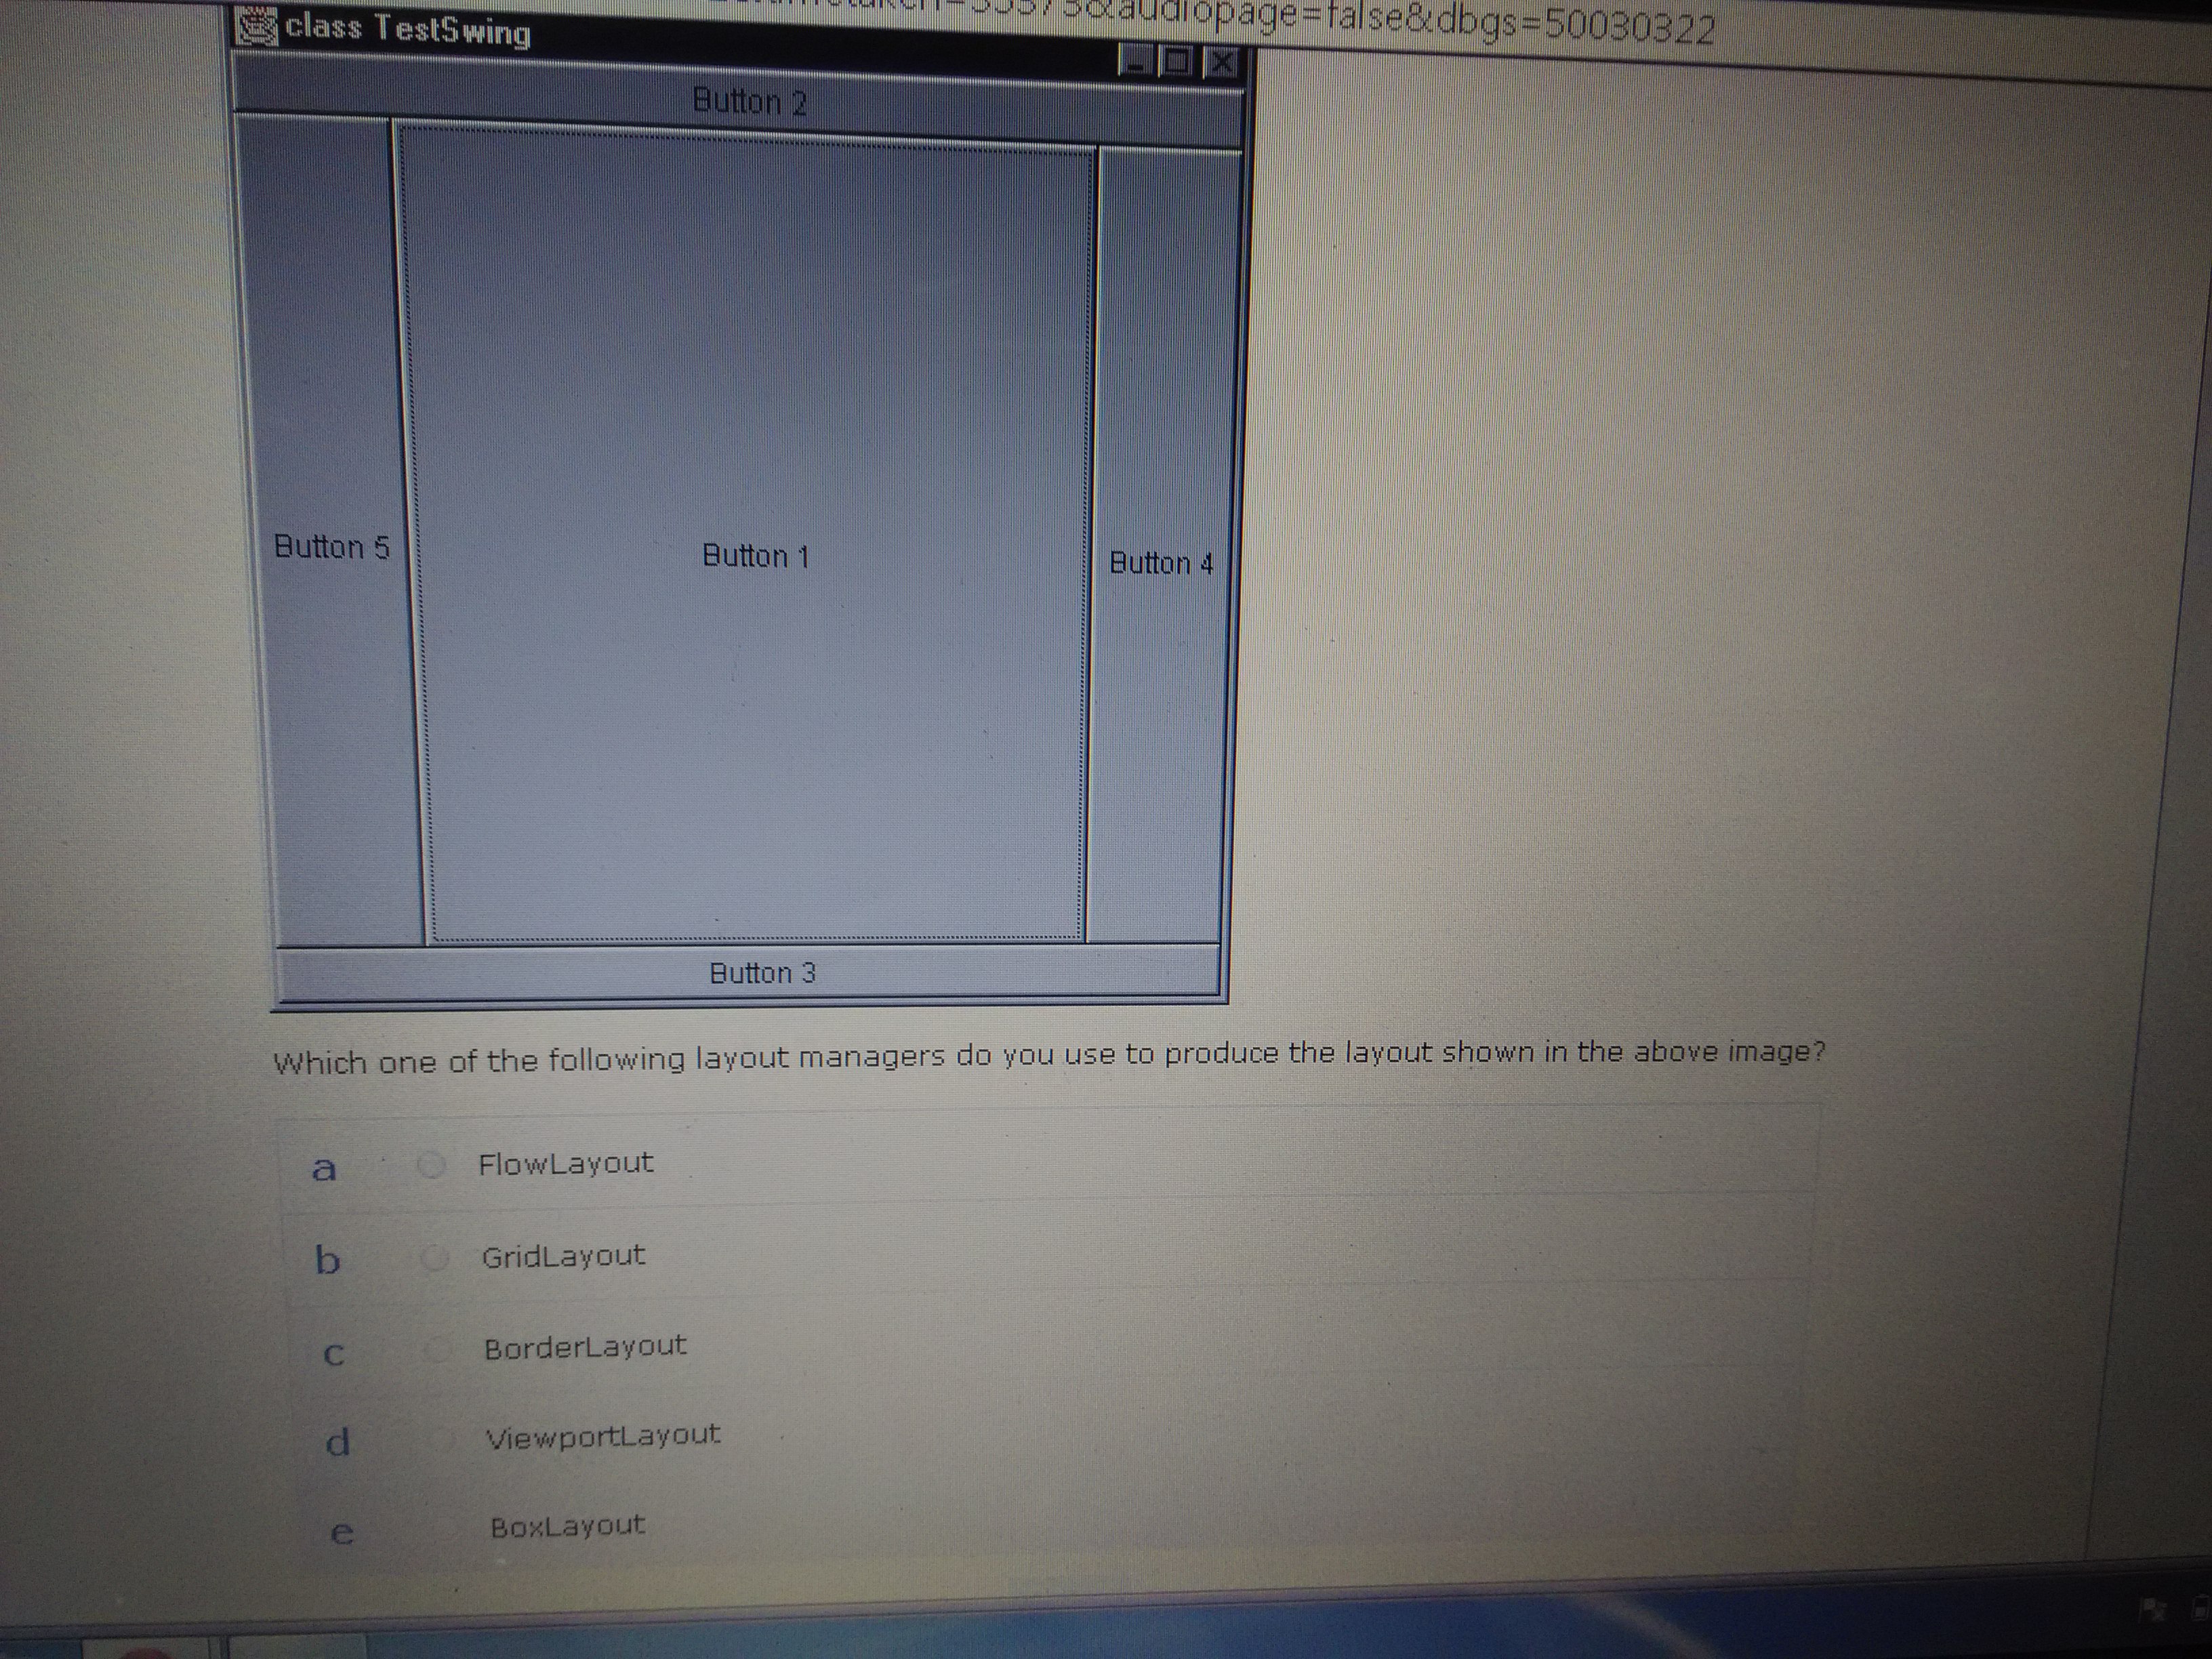 audiopage=false&dbgs=50030322
class TestSwing
Button 2
Button 5
Button 1
Button 4
Button 3
Which one of the following layout managers do you use to produce the layout shown in the above image?
a FlowLayout
b GridLayout
c BorderLayout
d ViewportLayout
e BoxLayout